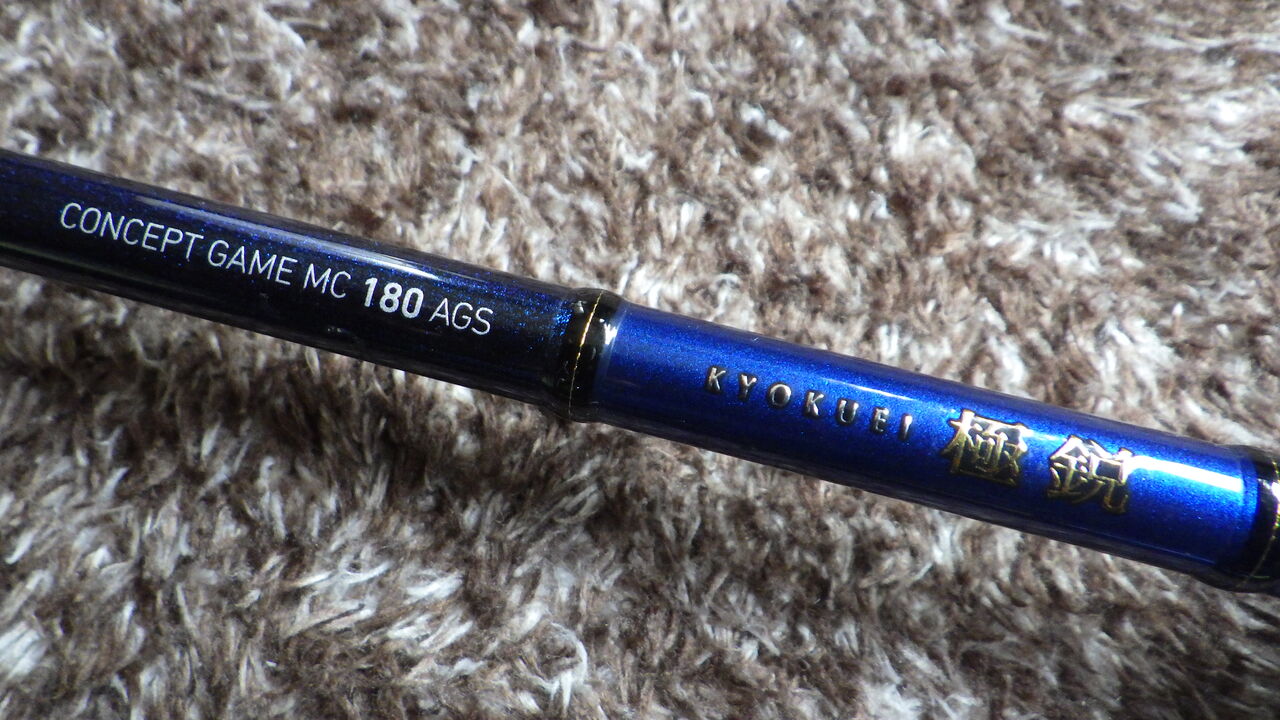 CONCEPT GAME MC 180 AGS
KYOKUEI 極鋭